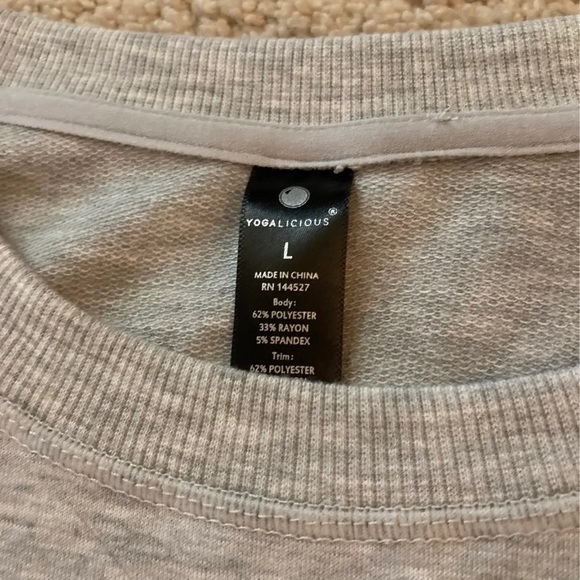 YOGALICIOUS®
L
MADE IN CHINA
RN 144527
Body:
62% POLYESTER
33% RAYON
5% SPANDEX
Trim:
62% POLYESTER